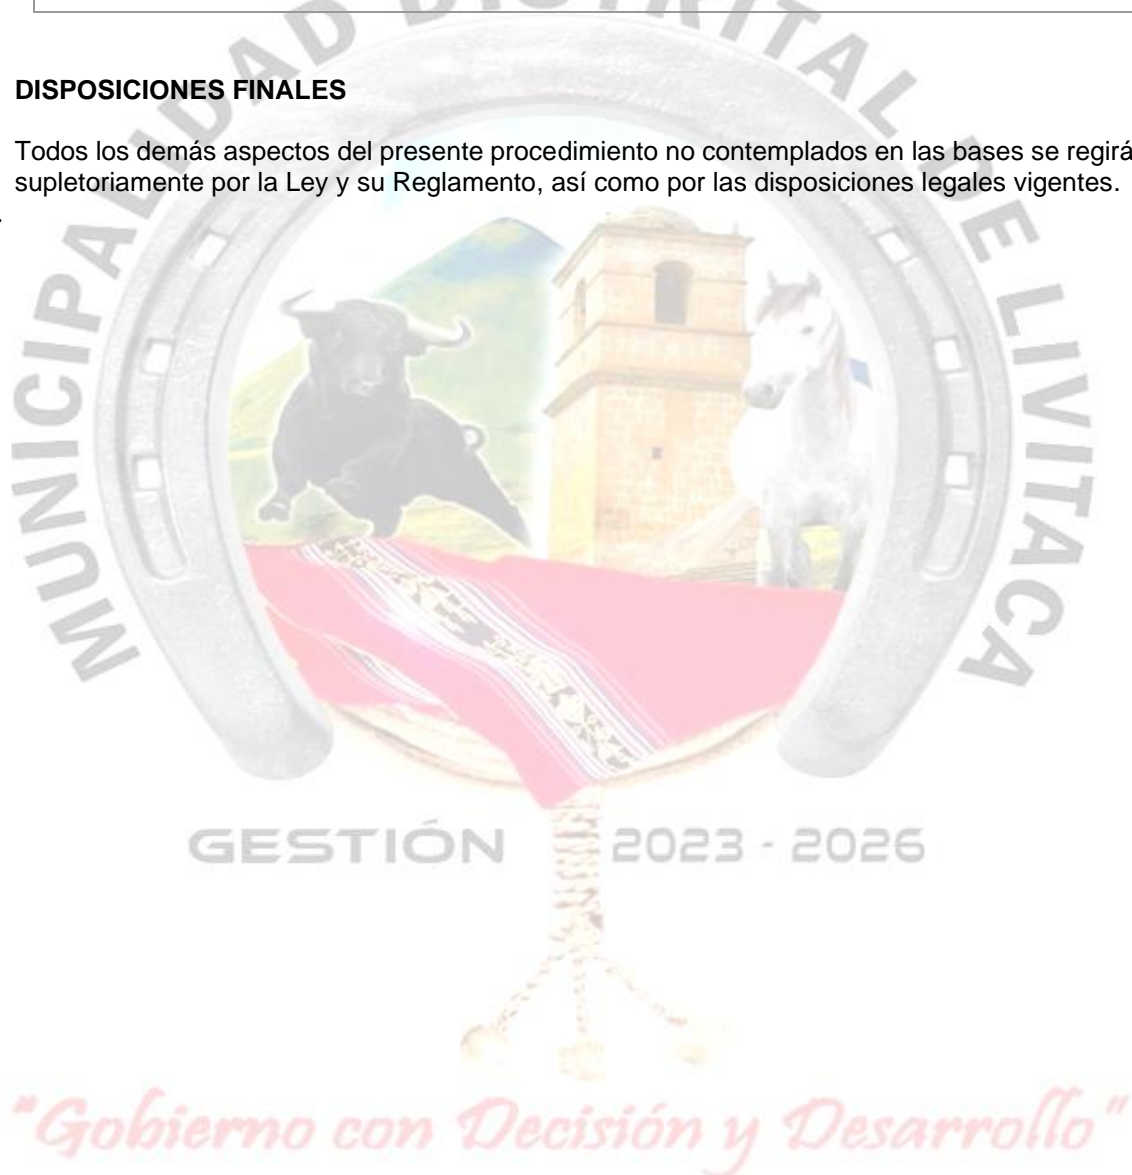 MUNICIPALIDAD DISTRITAL DE LIVITACA
DISPOSICIONES FINALES
Todos los demás aspectos del presente procedimiento no contemplados en las bases se regirá
supletoriamente por la Ley y su Reglamento, así como por las disposiciones legales vigentes.
.
GESTIÓN 2023 - 2026
"Gobierno con Decisión y Desarrollo"